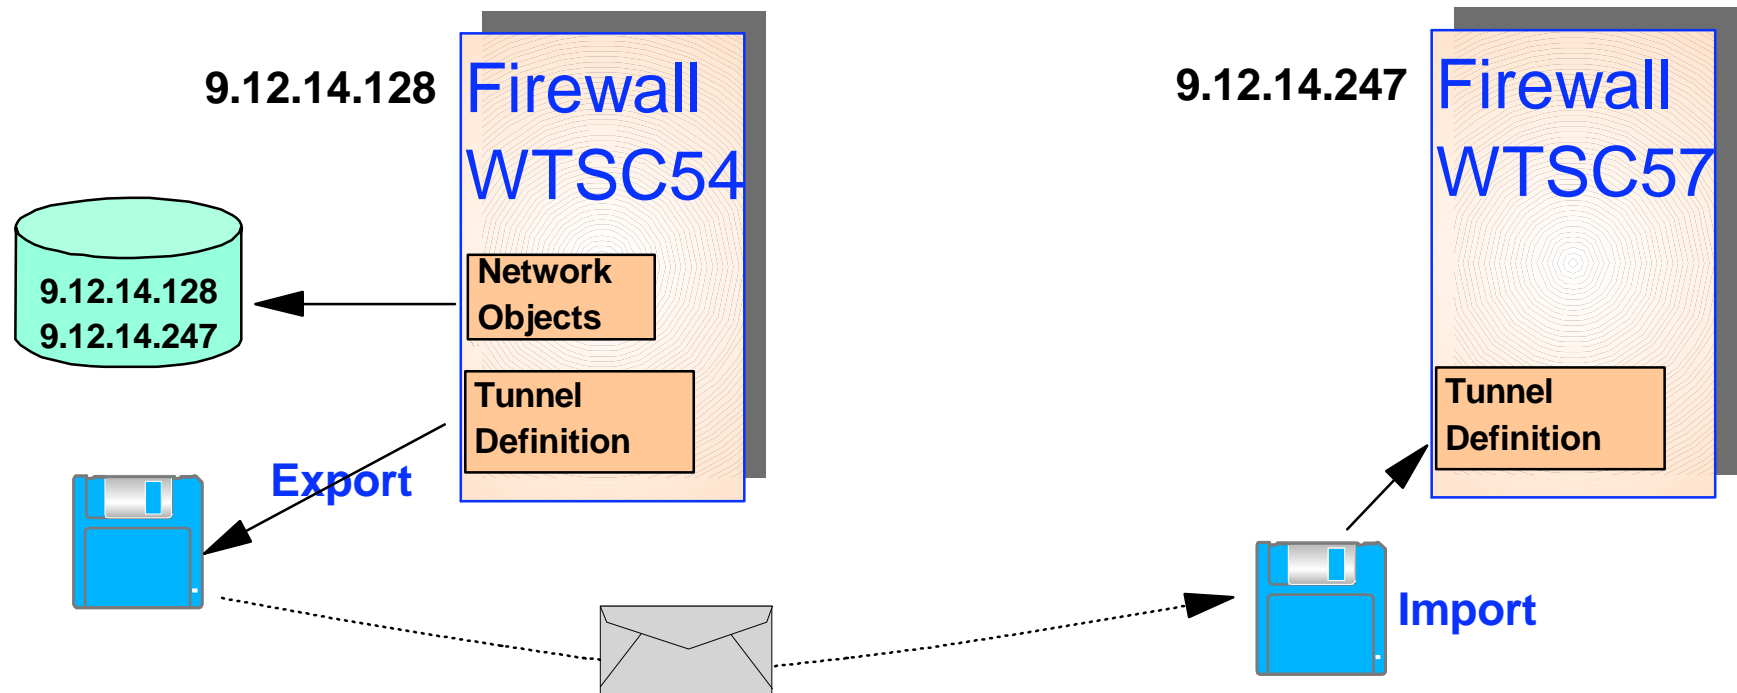 9.12.14.128
Firewall
WTSC54
9.12.14.247
Firewall
WTSC57
9.12.14.128
9.12.14.247
Network
Objects
Tunnel
Definition
Tunnel
Definition
Export
Import